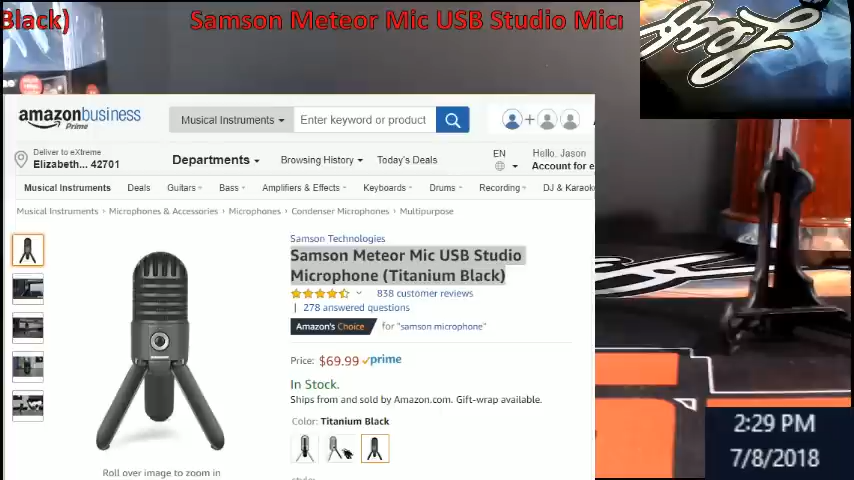 Black)
Samson Meteor Mic USB Studio Micr
amazonbusiness
Prime
Musical Instruments
Enter keyword or product
Deliver to eXtreme
Elizabeth... 42701
Departments
Browsing History
Today's Deals
EN
Hello, Jason
Account for e
Musical Instruments
Deals
Guitars
Bass
Amplifiers & Effects
Keyboards
Drums
Recording
DJ & Karaok
Musical Instruments › Microphones & Accessories › Microphones › Condenser Microphones › Multipurpose
Samson Technologies
Samson Meteor Mic USB Studio
Microphone (Titanium Black)
838 customer reviews
| 278 answered questions
Amazon's Choice for "samson microphone"
Price: $69.99 prime
In Stock.
Ships from and sold by Amazon.com. Gift-wrap available.
Color: Titanium Black
Roll over image to zoom in
2:29 PM
7/8/2018